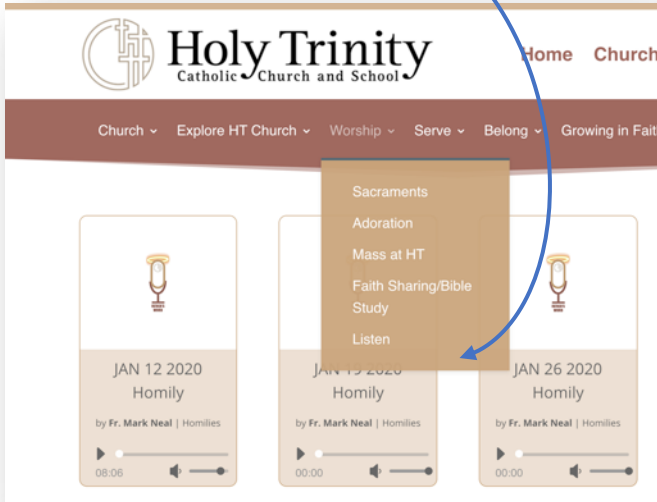 Holy Trinity
Catholic Church and School
Home Church
Church Explore HT Church Worship Serve Belong Growing in Fait
Sacraments
Adoration
Mass at HT
Faith Sharing/Bible
Study
Listen
JAN 12 2020
Homily
by Fr. Mark Neal | Homilies
08:06
JAN 19 2020
Homily
by Fr. Mark Neal | Homilies
00:00
JAN 26 2020
Homily
by Fr. Mark Neal | Homilies
00:00